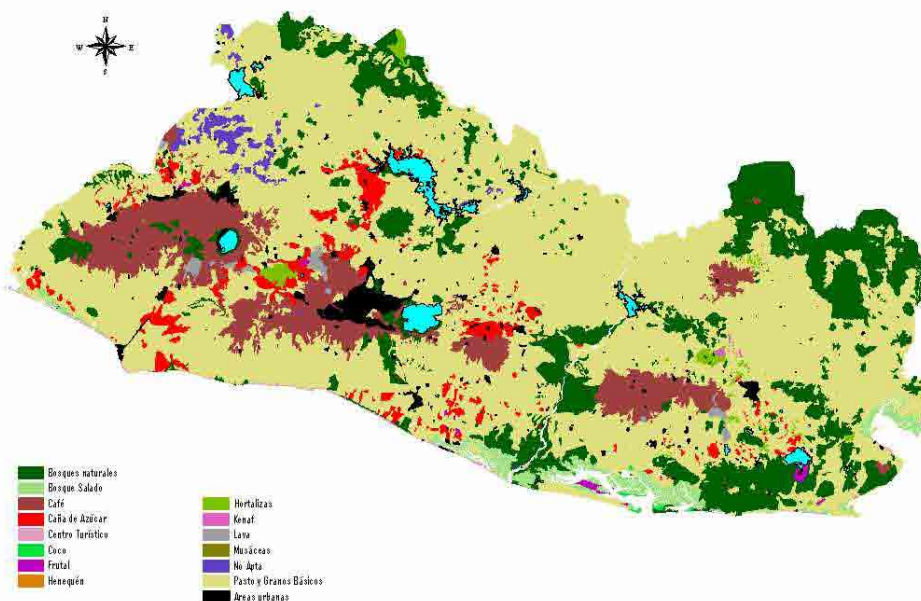 N
W E
S
Bosques naturales
Bosque Salado
Café
Caña de Azúcar
Centro Turístico
Coco
Frutal
Henequén
Hortalizas
Kenaf
Lava
Musáceas
No Apta
Pasto y Granos Básicos
Areas urbanas